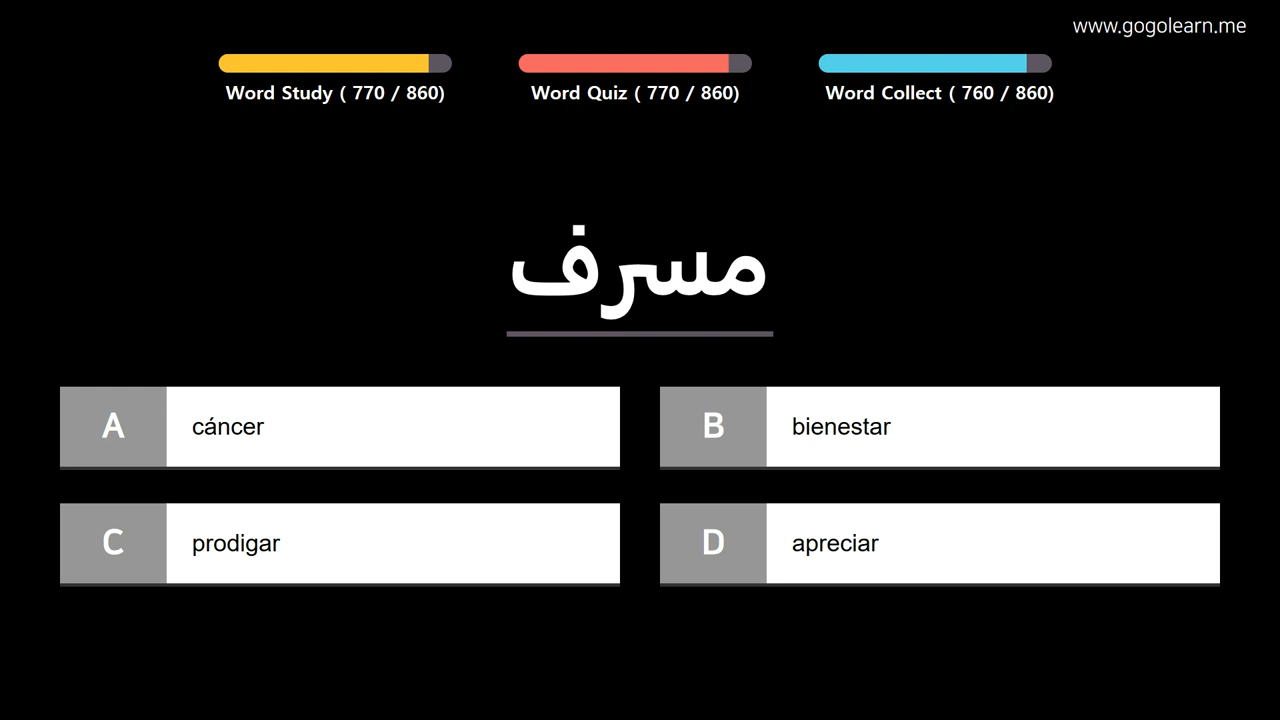 www.gogolearn.me
Word Study ( 770 / 860)
Word Quiz ( 770 / 860)
Word Collect ( 760 / 860)
مسرف
A cáncer
B bienestar
C prodigar
D apreciar